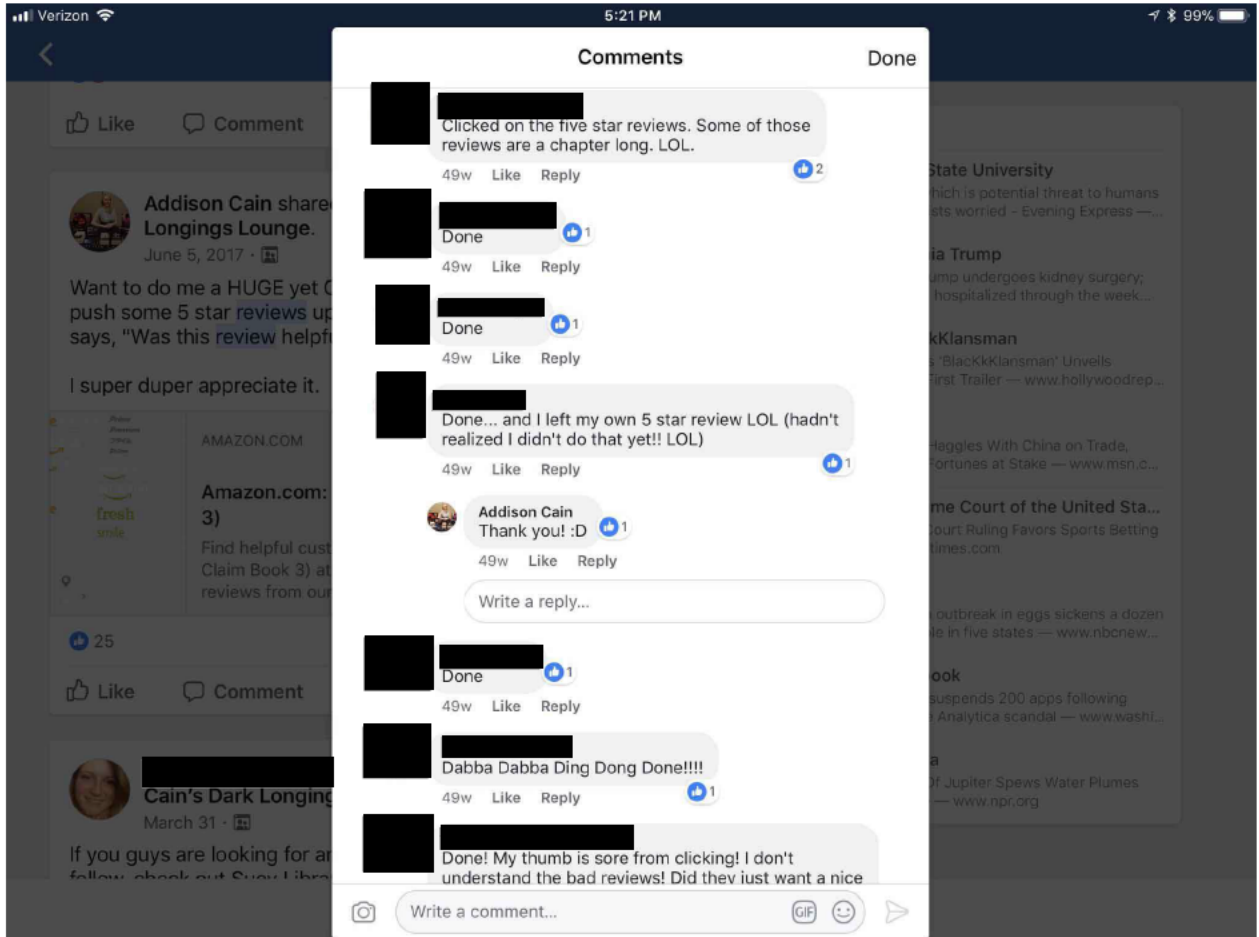 Verizon
5:21 PM
99%
Comments
Done
Clicked on the five star reviews. Some of those
reviews are a chapter long. LOL.
2
49w Like Reply
Done
1
49w Like Reply
Done
1
49w Like Reply
Done... and I left my own 5 star review LOL (hadn't
realized I didn't do that yet!! LOL)
1
49w Like Reply
Addison Cain
Thank you! :D
1
49w Like Reply
Write a reply...
Done
1
49w Like Reply
Dabba Dabba Ding Dong Done!!!!
1
49w Like Reply
Done! My thumb is sore from clicking! I don't
understand the bad reviews! Did they just want a nice
Write a comment...
GIF
Like Comment
Addison Cain share
Longings Lounge.
June 5, 2017 ·
Want to do me a HUGE yet
push some 5 star reviews up
says, "Was this review helpf
I super duper appreciate it.
AMAZON.COM
Amazon.com:
3)
Find helpful cust
Claim Book 3) at
reviews from our
fresh
smile
25
Like Comment
Cain's Dark Longing
March 31 ·
If you guys are looking for
State University
hich is potential threat to humans
sts worried - Evening Express —...
ia Trump
ump undergoes kidney surgery;
hospitalized through the week...
kKlansman
s 'BlacKkKlansman' Unveils
First Trailer — www.hollywoodrep...
Haggles With China on Trade,
Fortunes at Stake — www.msn.c...
me Court of the United Sta...
Court Ruling Favors Sports Betting
times.com
outbreak in eggs sickens a dozen
le in five states — www.nbcnew...
ook
suspends 200 apps following
Analytica scandal — www.washi...
a
Of Jupiter Spews Water Plumes
— www.npr.org